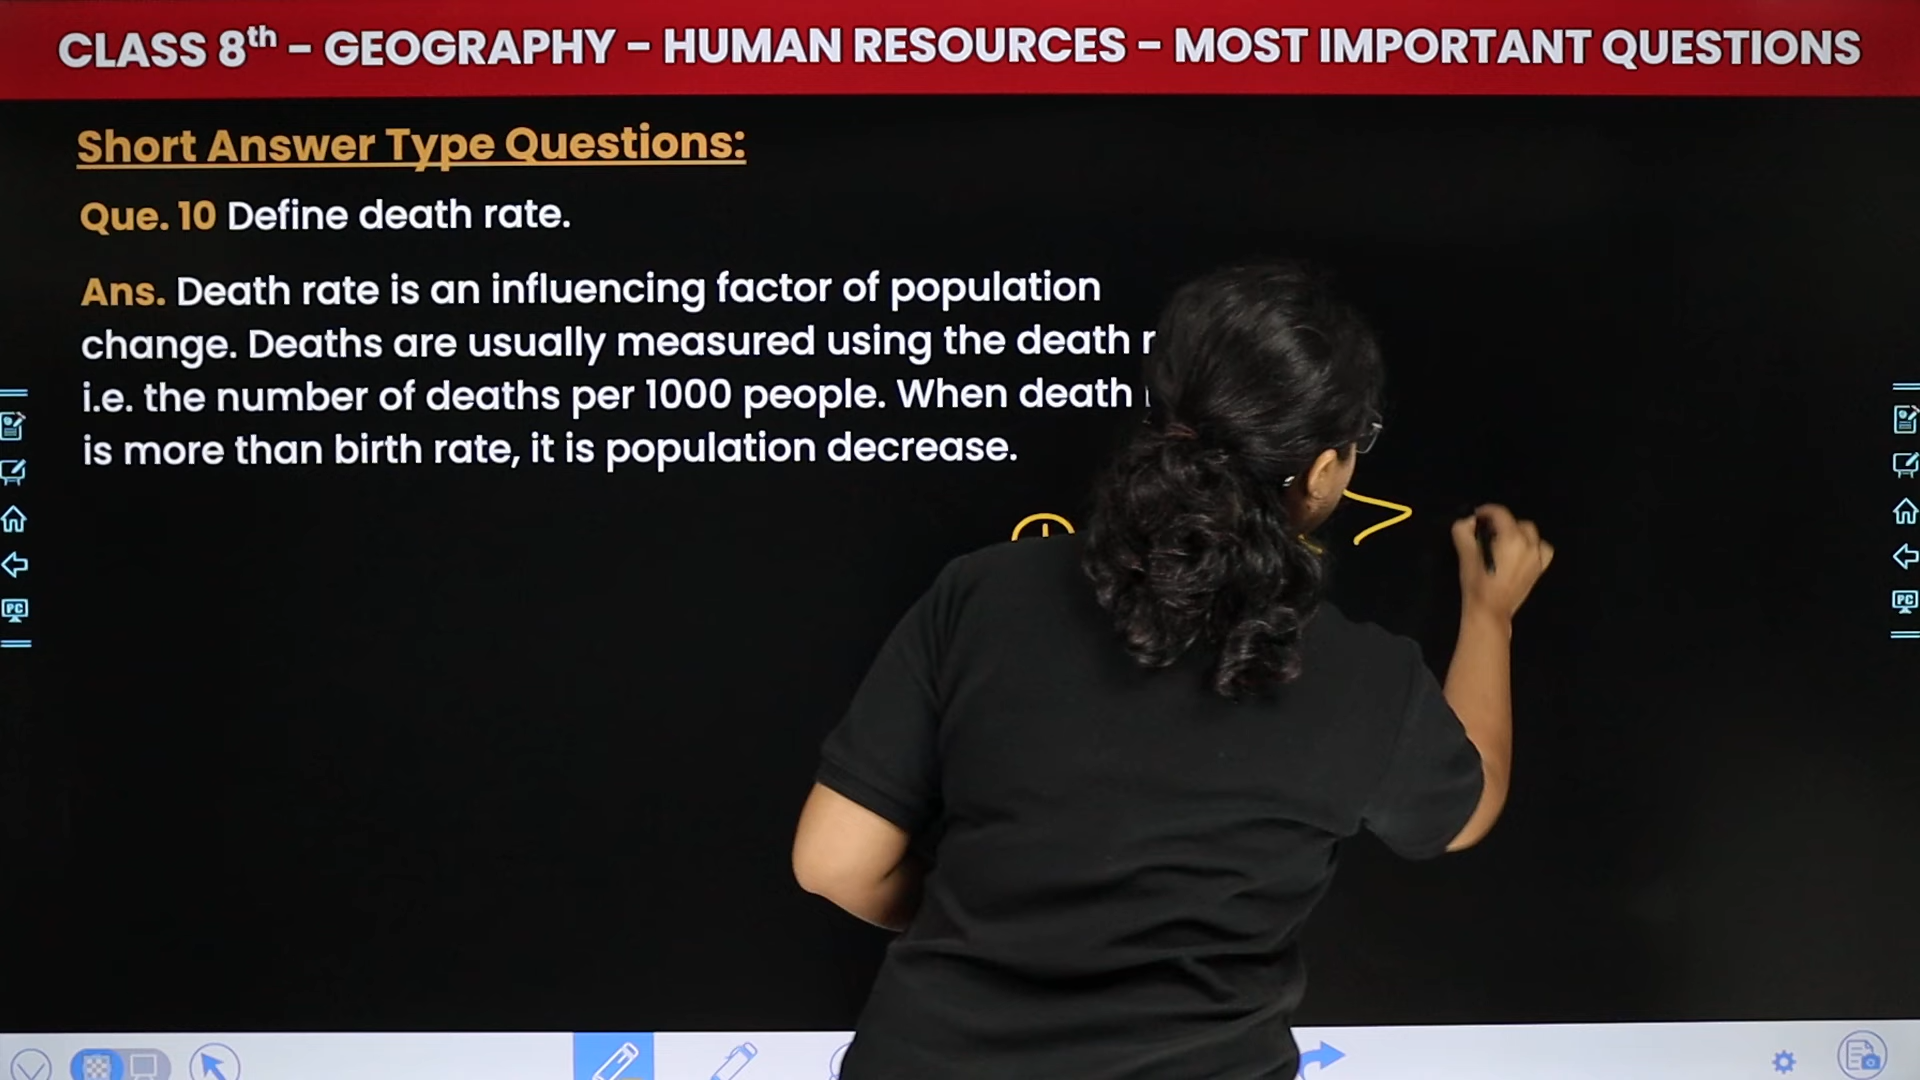 CLASS 8th – GEOGRAPHY – HUMAN RESOURCES – MOST IMPORTANT QUESTIONS
Short Answer Type Questions:
Que. 10 Define death rate.
Ans. Death rate is an influencing factor of population
change. Deaths are usually measured using the death
i.e. the number of deaths per 1000 people. When death
is more than birth rate, it is population decrease.
PC
PC